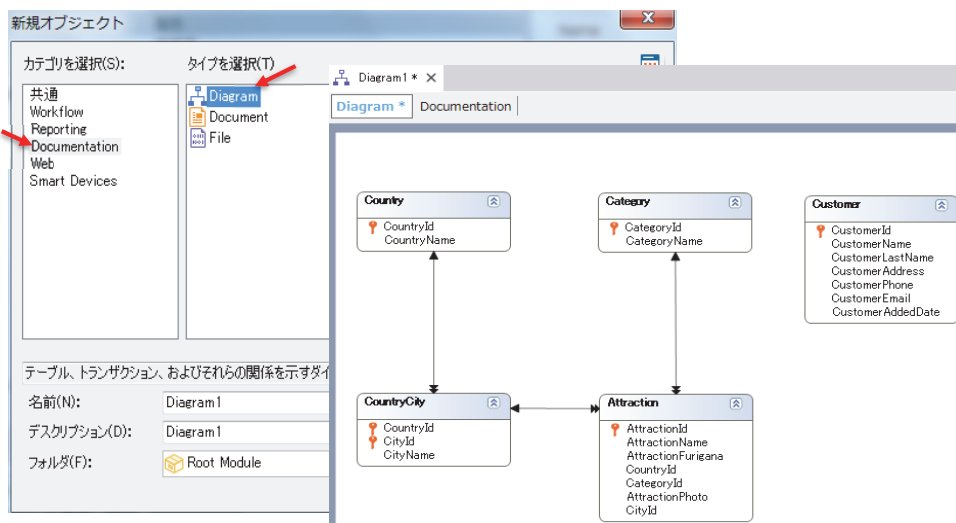 新規オブジェクト
カテゴリを選択(S):
タイプを選択(T)
共通
Workflow
Reporting
Documentation
Web
Smart Devices
Diagram
Document
File
テーブル、トランザクション、およびそれらの関係を示すダイ
名前(N):
Diagram1
デスクリプション(D):
Diagram1
フォルダ(F):
Root Module
Diagram1 *
Diagram *
Documentation
Country
CountryId
CountryName
Category
CategoryId
CategoryName
Customer
CustomerId
CustomerName
CustomerLastName
CustomerAddress
CustomerPhone
CustomerEmail
CustomerAddedDate
CountryCity
CountryId
CityId
CityName
Attraction
AttractionId
AttractionName
AttractionFurigana
CountryId
CategoryId
AttractionPhoto
CityId